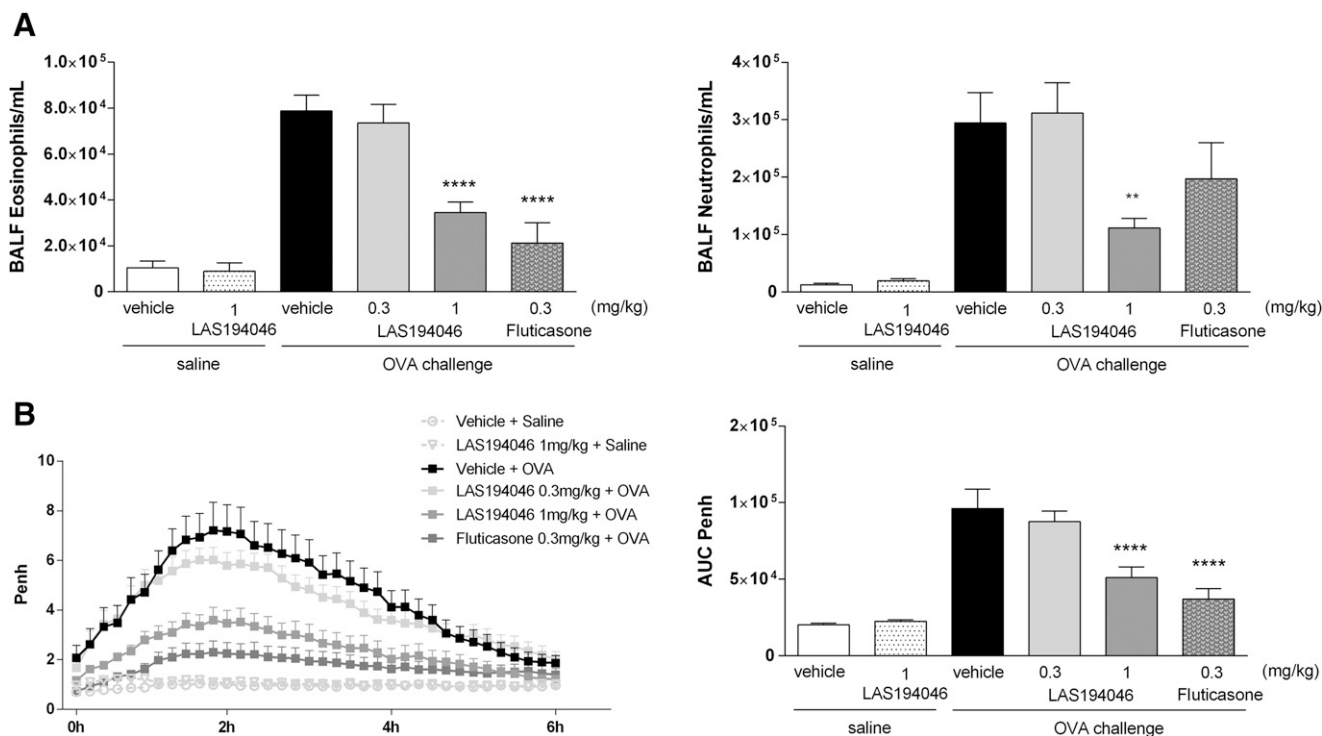 A
BALF Eosinophils/mL
1.0×10⁵
8.0×10⁴
6.0×10⁴
4.0×10⁴
2.0×10⁴
0
****
****
vehicle 1 vehicle 0.3 1 0.3 (mg/kg)
LAS194046 LAS194046 Fluticasone
saline OVA challenge
BALF Neutrophils/mL
4×10⁵
3×10⁵
2×10⁵
1×10⁵
0
**
vehicle 1 vehicle 0.3 1 0.3 (mg/kg)
LAS194046 LAS194046 Fluticasone
saline OVA challenge
B
Vehicle + Saline
LAS194046 1mg/kg + Saline
Vehicle + OVA
LAS194046 0.3mg/kg + OVA
LAS194046 1mg/kg + OVA
Fluticasone 0.3mg/kg + OVA
Penh
10
8
6
4
2
0
0h 2h 4h 6h
AUC Penh
2×10⁵
1×10⁵
5×10⁴
0
****
****
vehicle 1 vehicle 0.3 1 0.3 (mg/kg)
LAS194046 LAS194046 Fluticasone
saline OVA challenge